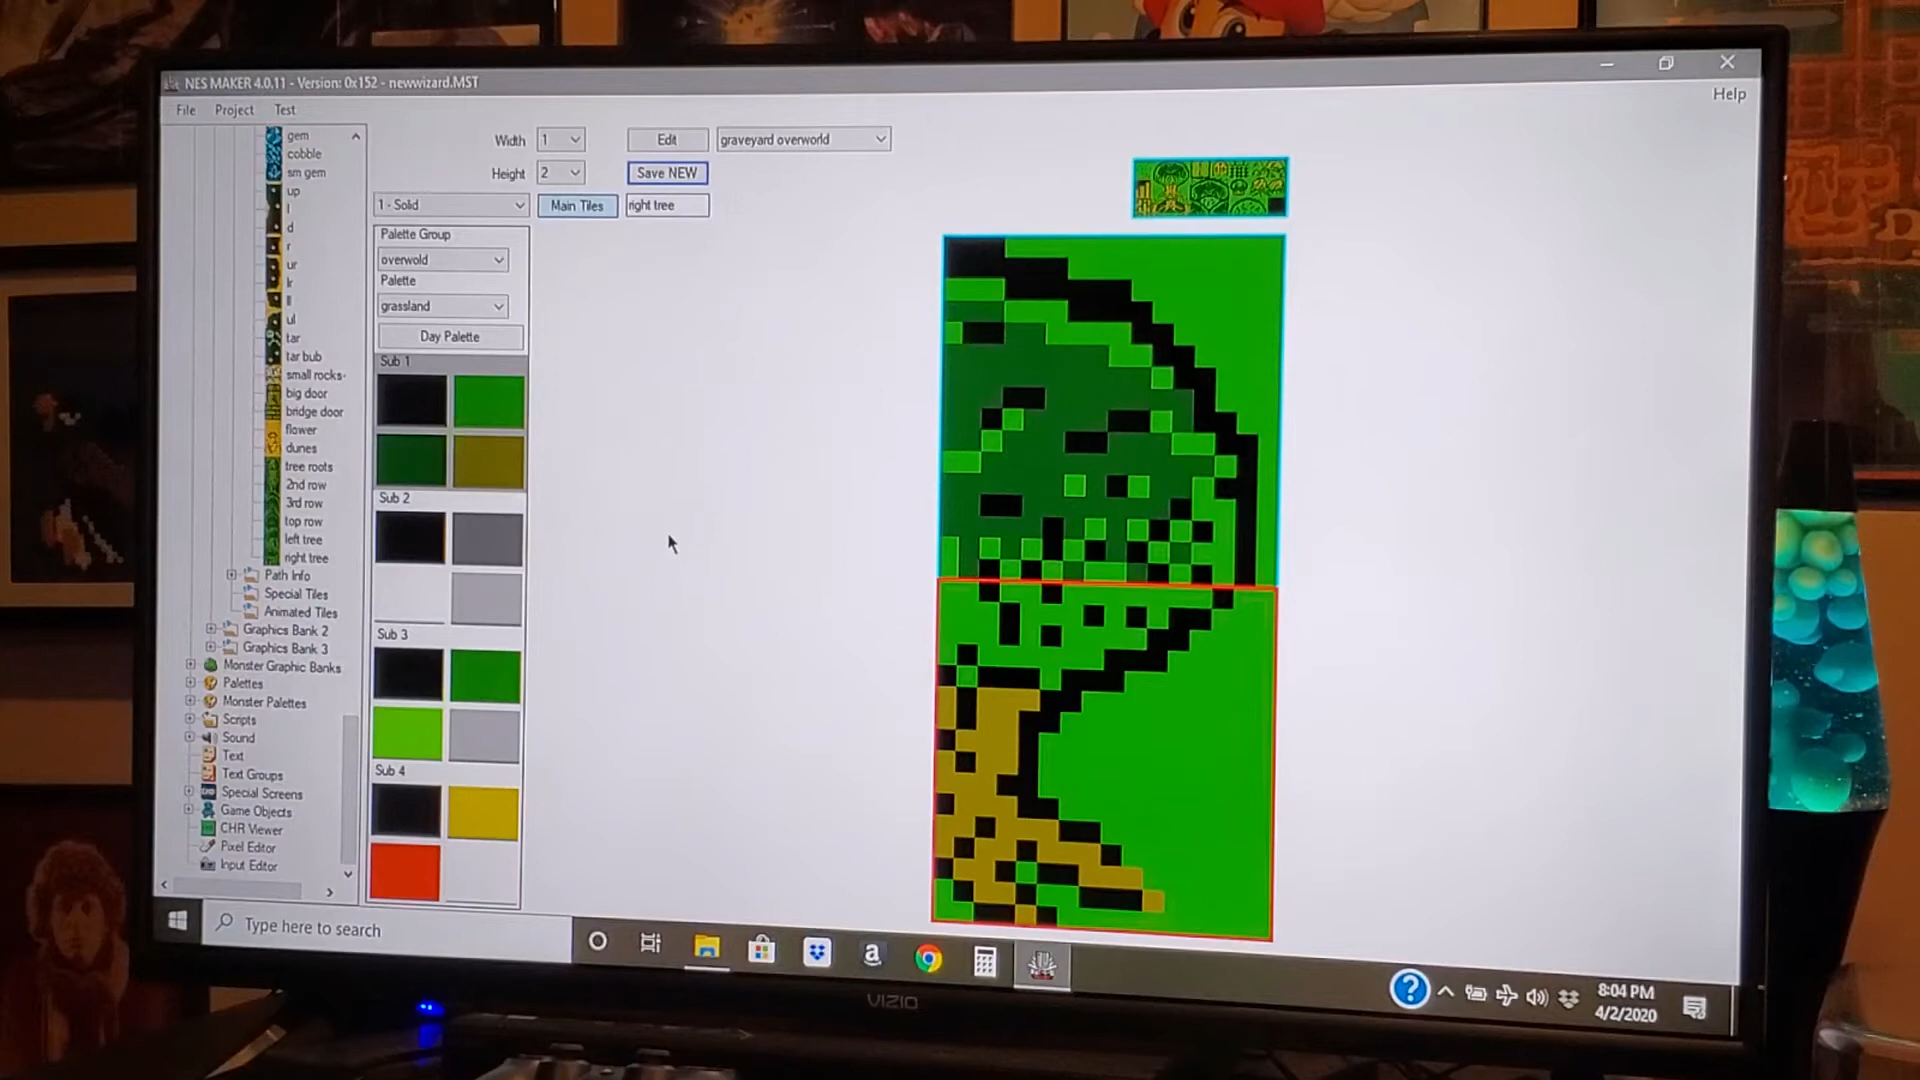 NES MAKER 4.0.11 - Version: 0x152 - newwizard.MST
File Project Test
Help
gem
cobble
sm gem
up
l
d
r
ur
lr
ll
ul
tar
tar bub
small rocks-
big door
bridge door
flower
dunes
tree roots
2nd row
3rd row
top row
left tree
right tree
Path Info
Special Tiles
Animated Tiles
Graphics Bank 2
Graphics Bank 3
Monster Graphic Banks
Palettes
Monster Palettes
Scripts
Sound
Text
Text Groups
Special Screens
Game Objects
CHR Viewer
Pixel Editor
Input Editor
Width 1 Edit graveyard overworld
Height 2 Save NEW
1 - Solid Main Tiles right tree
Palette Group
overwold
Palette
grassland
Day Palette
Sub 1
Sub 2
Sub 3
Sub 4
Type here to search
a
?
8:04 PM
4/2/2020
VIZIO